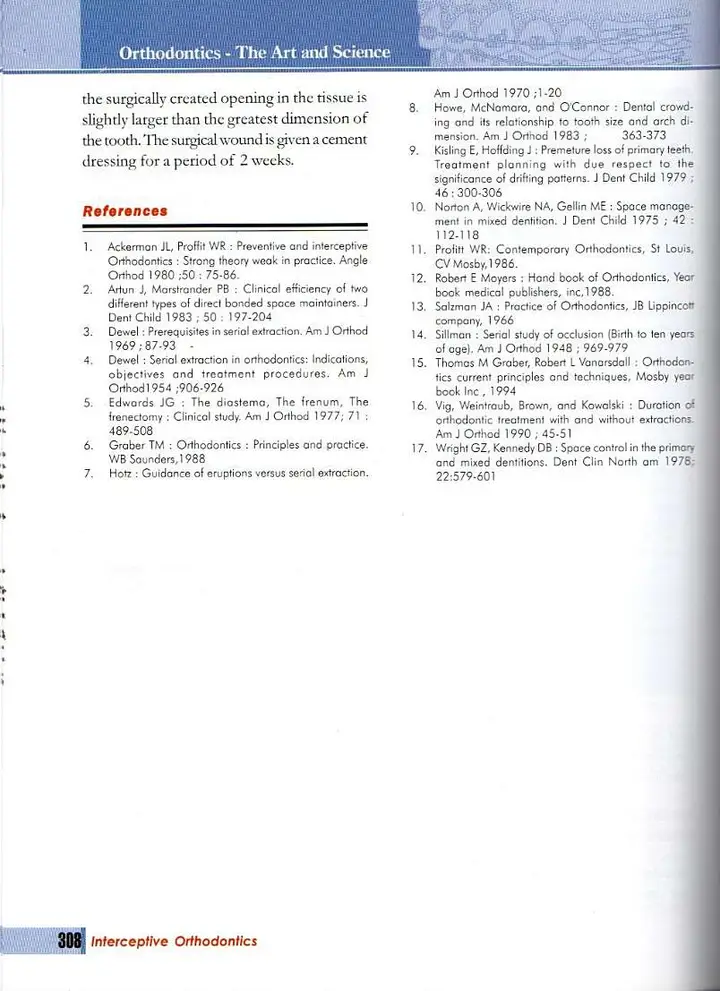 Orthodontics - The Art and Science
the surgically created opening in the tissue is
slightly larger than the greatest dimension of
the tooth. The surgical wound is given a cement
dressing for a period of 2 weeks.
References
1. Ackerman JL, Proffit WR : Preventive and interceptive
Orthodontics : Strong theory weak in practice. Angle
Orthod 1980 ;50 : 75-86.
2. Artun J, Marstrander PB : Clinical efficiency of two
different types of direct bonded space maintainers. J
Dent Child 1983 ; 50 : 197-204
3. Dewel : Prerequisites in serial extraction. Am J Orthod
1969 ; 87-93 -
4. Dewel : Serial extraction in orthodontics: Indications,
objectives and treatment procedures. Am J
Orthod1954 ;906-926
5. Edwards JG : The diastema, The frenum, The
frenectomy : Clinical study. Am J Orthod 1977; 71 :
489-508
6. Graber TM : Orthodontics : Principles and practice.
WB Saunders,1988
7. Hotz : Guidance of eruptions versus serial extraction.
Am J Orthod 1970 ;1-20
8. Howe, McNamara, and O'Connor : Dental crowd-
ing and its relationship to tooth size and arch di-
mension. Am J Orthod 1983 ; 363-373
9. Kisling E, Hoffding J : Premeture loss of primary teeth.
Treatment planning with due respect to the
significance of drifting patterns. J Dent Child 1979 ;
46 : 300-306
10. Norton A, Wickwire NA, Gellin ME : Space manage-
ment in mixed dentition. J Dent Child 1975 ; 42 :
112-118
11. Profitt WR: Contemporary Orthodontics, St Louis,
CV Mosby,1986.
12. Robert E Moyers : Hand book of Orthodontics, Year
book medical publishers, inc,1988.
13. Salzman JA : Practice of Orthodontics, JB Lippincott
company, 1966
14. Sillman : Serial study of occlusion (Birth to ten years
of age). Am J Orthod 1948 ; 969-979
15. Thomas M Graber, Robert L Vanarsdall : Orthodon-
tics current principles and techniques, Mosby year
book Inc , 1994
16. Vig, Weintraub, Brown, and Kowalski : Duration of
orthodontic treatment with and without extractions.
Am J Orthod 1990 ; 45-51
17. Wright GZ, Kennedy DB : Space control in the primary
and mixed dentitions. Dent Clin North am 1978;
22:579-601
308 Interceptive Orthodontics